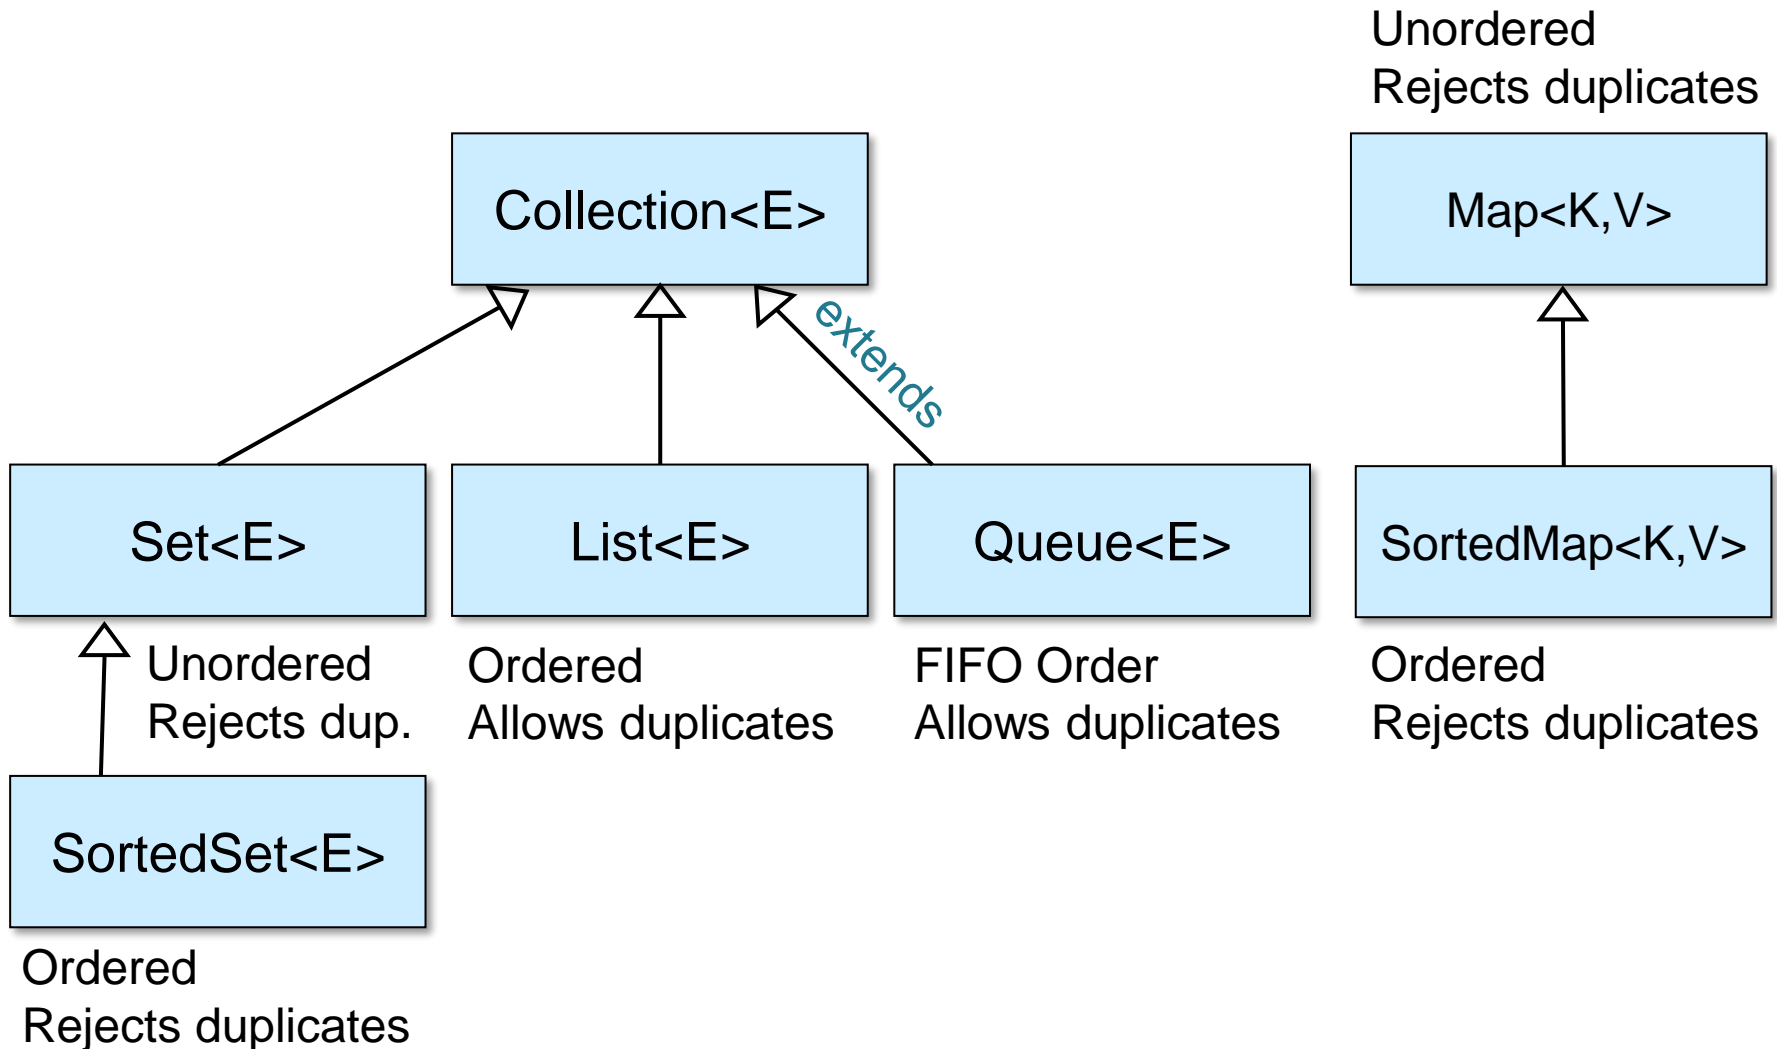 Unordered
Rejects duplicates
Collection<E>
Map<K,V>
extends
Set<E>
List<E>
Queue<E>
SortedMap<K,V>
Unordered
Rejects dup.
Ordered
Allows duplicates
FIFO Order
Allows duplicates
Ordered
Rejects duplicates
SortedSet<E>
Ordered
Rejects duplicates